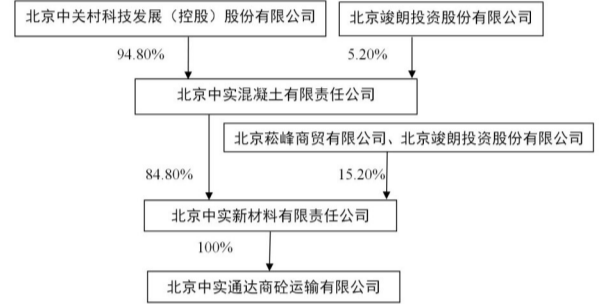 北京中关村科技发展（控股）股份有限公司
北京竣朗投资股份有限公司
94.80%
5.20%
北京中实混凝土有限责任公司
北京菘峰商贸有限公司、北京竣朗投资股份有限公司
84.80%
15.20%
北京中实新材料有限责任公司
100%
北京中实通达商砼运输有限公司